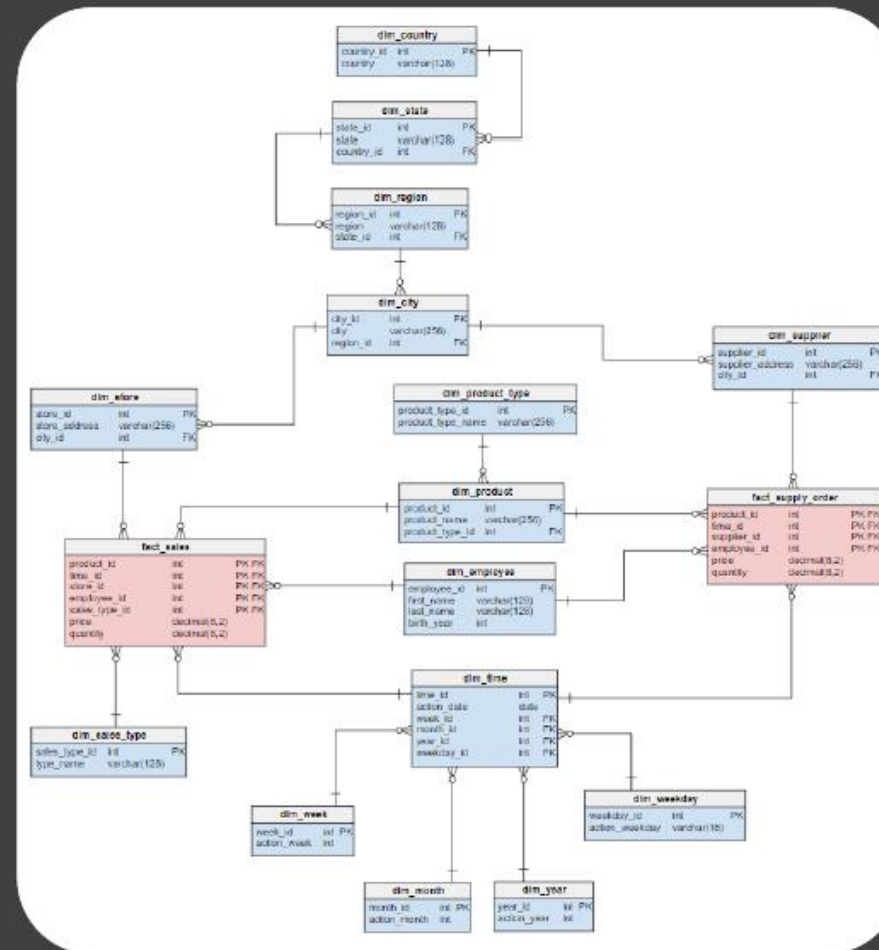 dim_country
country_id int PK
country varchar(128)
dim_state
state_id int PK
state varchar(128)
country_id int FK
dim_region
region_id int PK
region varchar(128)
state_id int FK
dim_city
city_id int PK
city varchar(256)
region_id int FK
dim_supplier
supplier_id int PK
supplier_address varchar(256)
city_id int FK
dim_store
store_id int PK
store_address varchar(256)
city_id int FK
dim_product_type
product_type_id int PK
product_type_name varchar(256)
dim_product
product_id int PK
product_name varchar(256)
product_type_id int FK
fact_supply_order
product_id int PK FK
time_id int PK FK
supplier_id int PK FK
employee_id int PK FK
price decimal(8,2)
quantity decimal(8,2)
fact_sales
product_id int PK FK
time_id int PK FK
store_id int PK FK
employee_id int PK FK
sales_type_id int PK FK
price decimal(8,2)
quantity decimal(8,2)
dim_employee
employee_id int PK
first_name varchar(128)
last_name varchar(128)
birth_year int
dim_time
time_id int PK
action_date date
week_id int FK
month_id int FK
year_id int FK
weekday_id int FK
dim_sales_type
sales_type_id int PK
type_name varchar(128)
dim_week
week_id int PK
action_week int
dim_weekday
weekday_id int PK
action_weekday varchar(16)
dim_month
month_id int PK
action_month int
dim_year
year_id int PK
action_year int